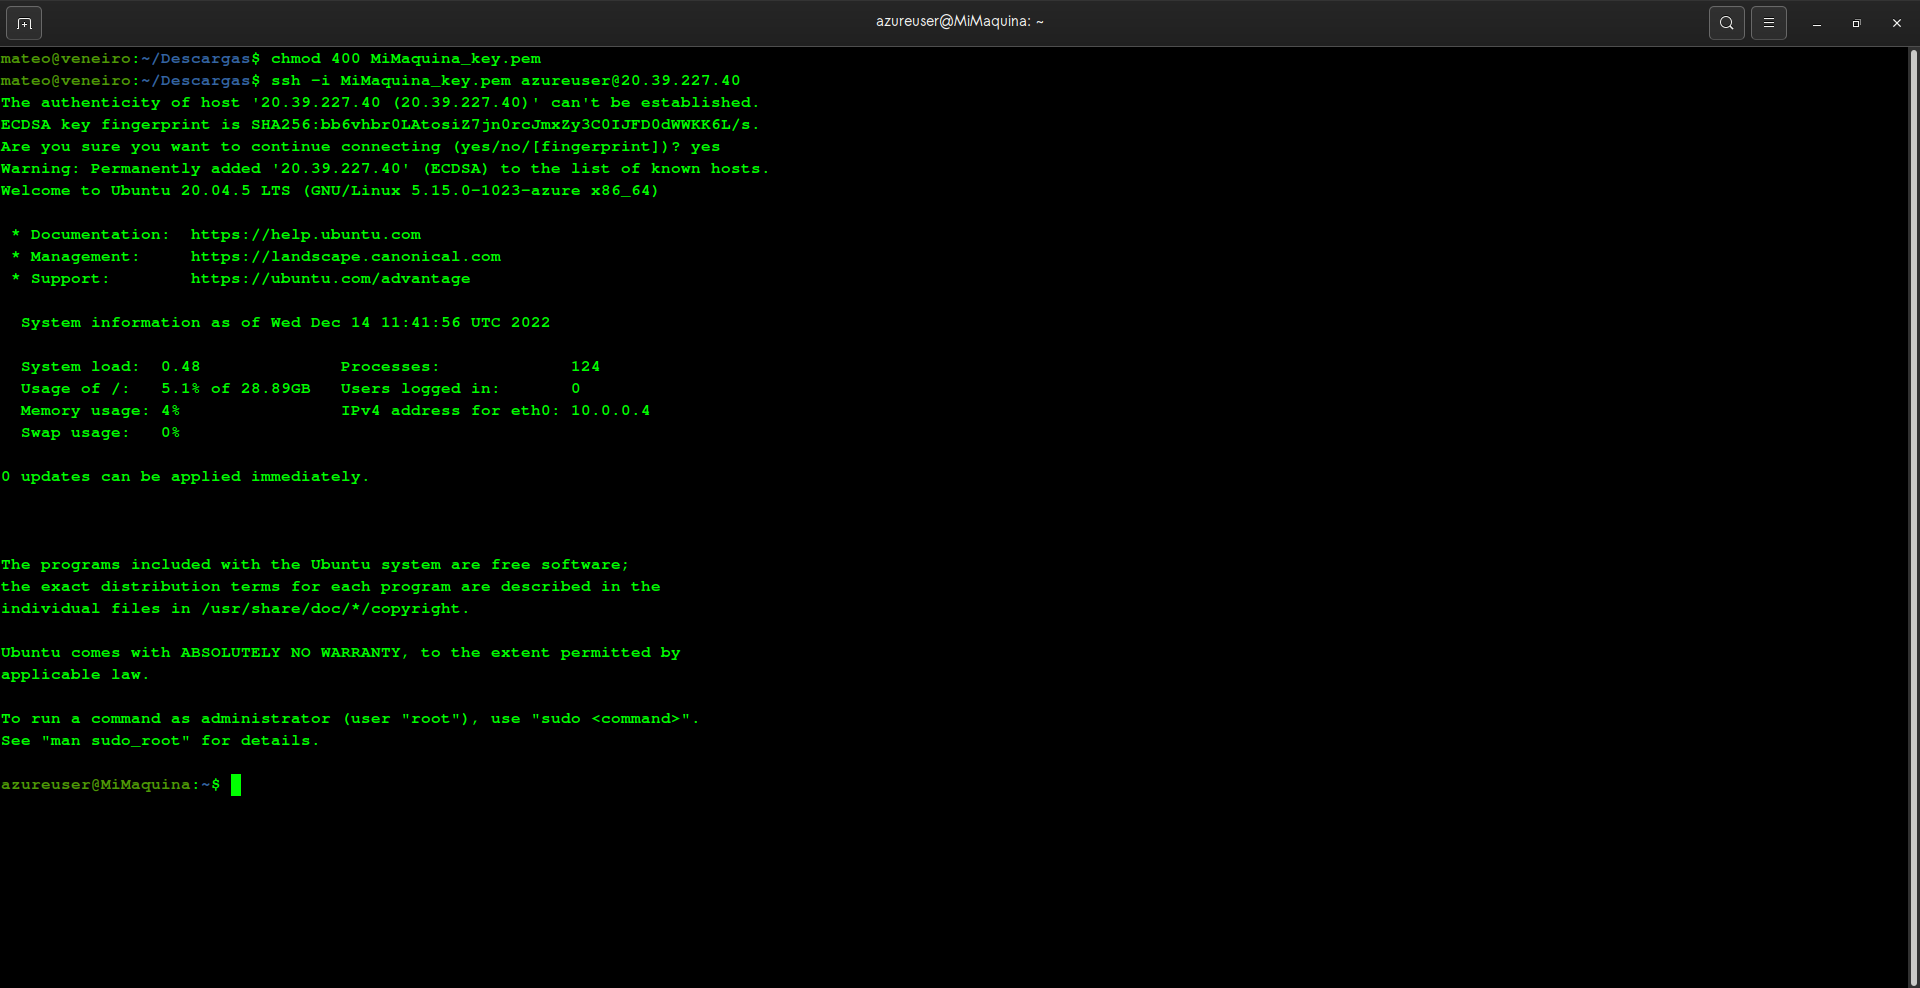 azureuser@MiMaquina: ~
mateo@veneiro:~/Descargas$ chmod 400 MiMaquina_key.pem
mateo@veneiro:~/Descargas$ ssh -i MiMaquina_key.pem azureuser@20.39.227.40
The authenticity of host '20.39.227.40 (20.39.227.40)' can't be established.
ECDSA key fingerprint is SHA256:bb6vhbr0LAtosiZ7jn0rcJmxZy3C0IJFD0dWWKK6L/s.
Are you sure you want to continue connecting (yes/no/[fingerprint])? yes
Warning: Permanently added '20.39.227.40' (ECDSA) to the list of known hosts.
Welcome to Ubuntu 20.04.5 LTS (GNU/Linux 5.15.0-1023-azure x86_64)
* Documentation:  https://help.ubuntu.com
* Management:     https://landscape.canonical.com
* Support:        https://ubuntu.com/advantage
System information as of Wed Dec 14 11:41:56 UTC 2022
System load:  0.48              Processes:             124
Usage of /:   5.1% of 28.89GB   Users logged in:       0
Memory usage: 4%                IPv4 address for eth0: 10.0.0.4
Swap usage:   0%
0 updates can be applied immediately.
The programs included with the Ubuntu system are free software;
the exact distribution terms for each program are described in the
individual files in /usr/share/doc/*/copyright.
Ubuntu comes with ABSOLUTELY NO WARRANTY, to the extent permitted by
applicable law.
To run a command as administrator (user "root"), use "sudo <command>".
See "man sudo_root" for details.
azureuser@MiMaquina:~$